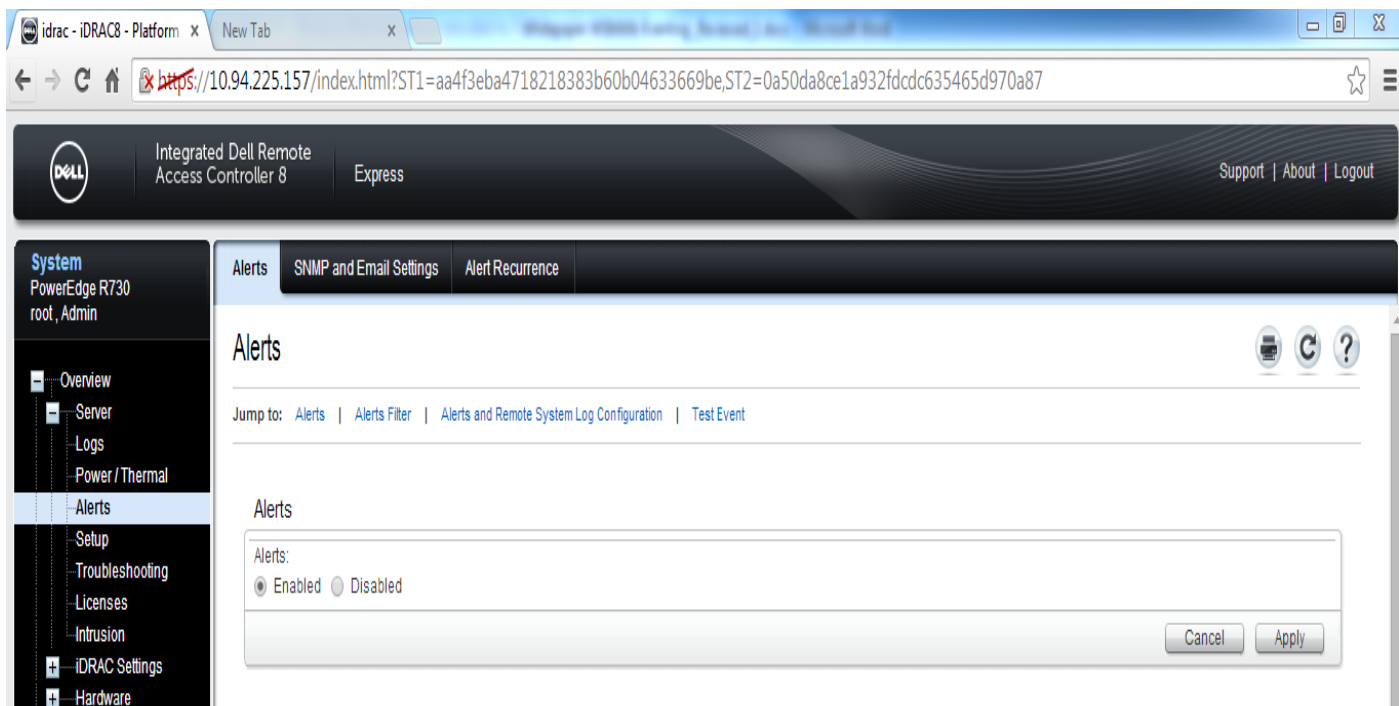 idrac - iDRAC8 - Platform
New Tab
https://10.94.225.157/index.html?ST1=aa4f3eba4718218383b60b04633669be,ST2=0a50da8ce1a932fdcdc635465d970a87
DELL
Integrated Dell Remote
Access Controller 8
Express
Support | About | Logout
System
PowerEdge R730
root , Admin
Alerts
SNMP and Email Settings
Alert Recurrence
Overview
Server
Logs
Power / Thermal
Alerts
Setup
Troubleshooting
Licenses
Intrusion
iDRAC Settings
Hardware
Alerts
Jump to: Alerts | Alerts Filter | Alerts and Remote System Log Configuration | Test Event
Alerts
Alerts:
Enabled Disabled
Cancel Apply